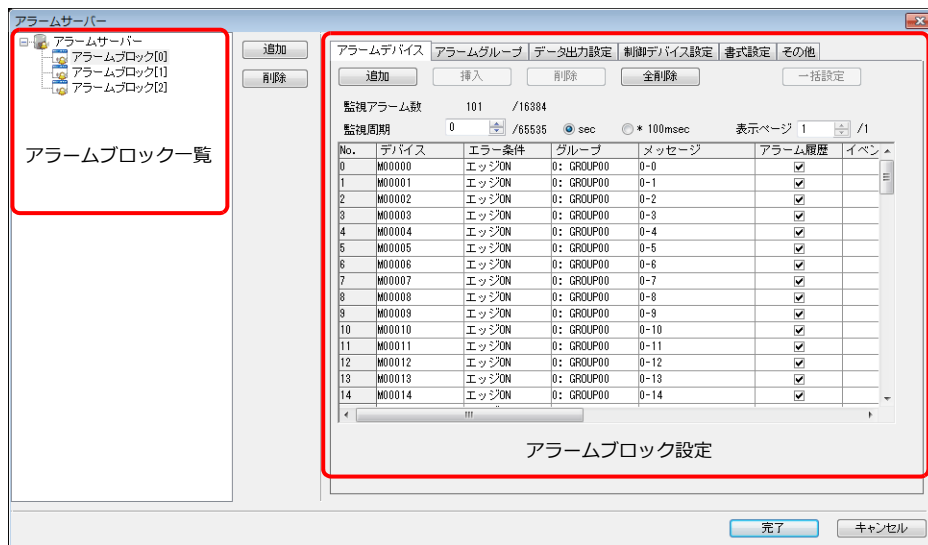 アラームサーバー
アラームサーバー
アラームブロック[0]
アラームブロック[1]
アラームブロック[2]
アラームブロック一覧
追加
削除
アラームデバイス アラームグループ データ出力設定 制御デバイス設定 書式設定 その他
追加 挿入 削除 全削除 一括設定
監視アラーム数 101 /16384
監視周期 0 /65535 sec * 100msec 表示ページ 1 /1
No. デバイス エラー条件 グループ メッセージ アラーム履歴 イベン
0 M00000 エッジON 0: GROUP00 0-0
1 M00001 エッジON 0: GROUP00 0-1
2 M00002 エッジON 0: GROUP00 0-2
3 M00003 エッジON 0: GROUP00 0-3
4 M00004 エッジON 0: GROUP00 0-4
5 M00005 エッジON 0: GROUP00 0-5
6 M00006 エッジON 0: GROUP00 0-6
7 M00007 エッジON 0: GROUP00 0-7
8 M00008 エッジON 0: GROUP00 0-8
9 M00009 エッジON 0: GROUP00 0-9
10 M00010 エッジON 0: GROUP00 0-10
11 M00011 エッジON 0: GROUP00 0-11
12 M00012 エッジON 0: GROUP00 0-12
13 M00013 エッジON 0: GROUP00 0-13
14 M00014 エッジON 0: GROUP00 0-14
アラームブロック設定
完了 キャンセル